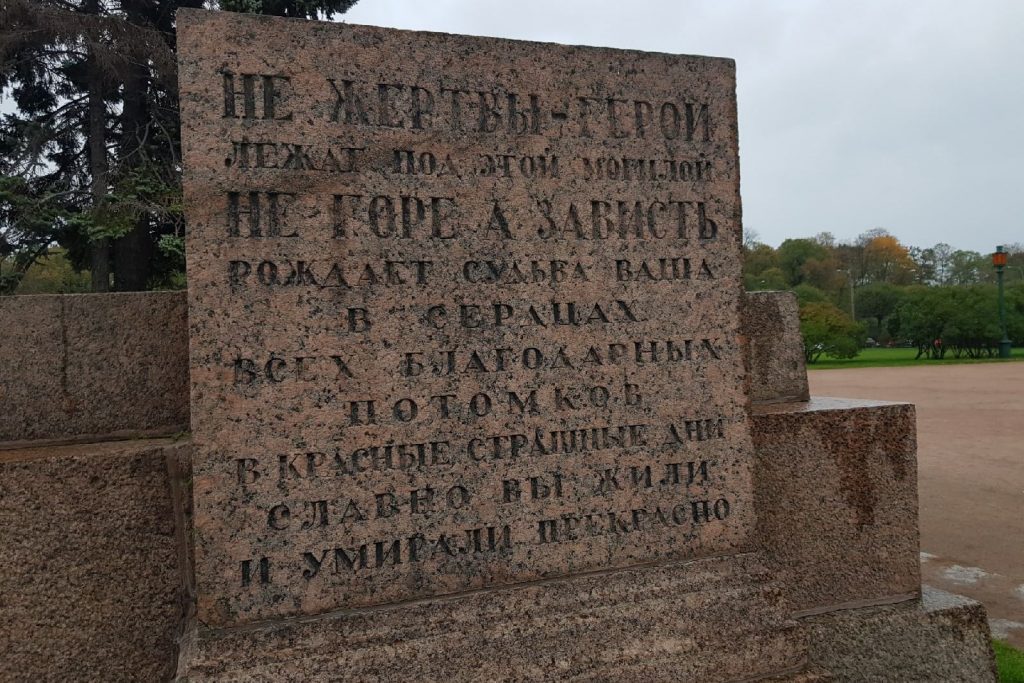 НЕ ЖЕРТВЫ-ГЕРОИ
ЛЕЖАТ ПОД ЭТОЙ МОГИЛОЙ
НЕ ГОРЕ А ЗАВИСТЬ
РОЖДАЕТ СУДЬБА ВАША
В СЕРДЦАХ
ВСЕХ БЛАГОДАРНЫХ
ПОТОМКОВ
В КРАСНЫЕ СТРАШНЫЕ ДНИ
СЛАВНО ВЫ ЖИЛИ
И УМИРАЛИ ПРЕКРАСНО